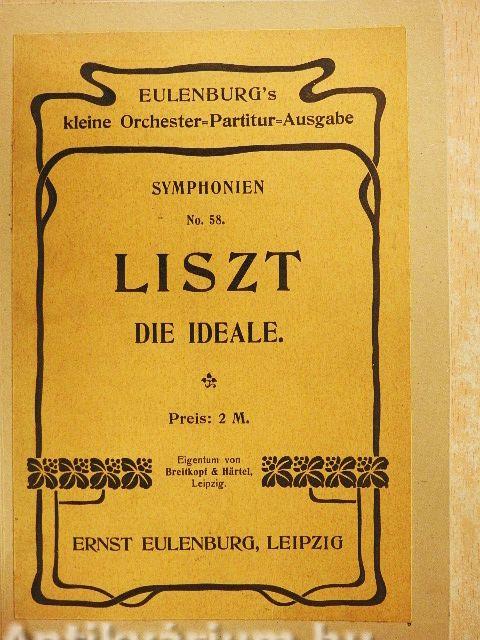 EULENBURG's
kleine Orchester=Partitur=Ausgabe
SYMPHONIEN
No. 58.
LISZT
DIE IDEALE.
Preis: 2 M.
Eigentum von
Breitkopf & Härtel,
Leipzig.
ERNST EULENBURG, LEIPZIG